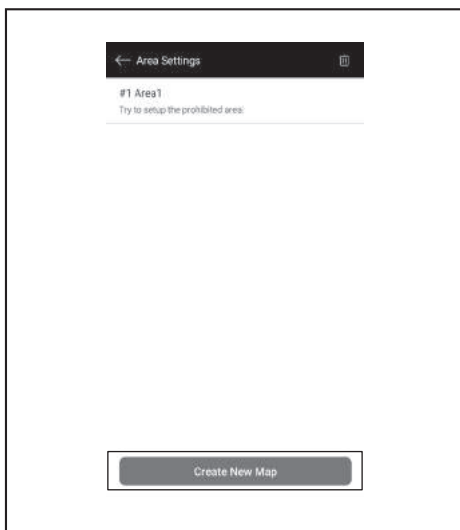 Area Settings
#1 Area1
Try to setup the prohibited area.
Create New Map